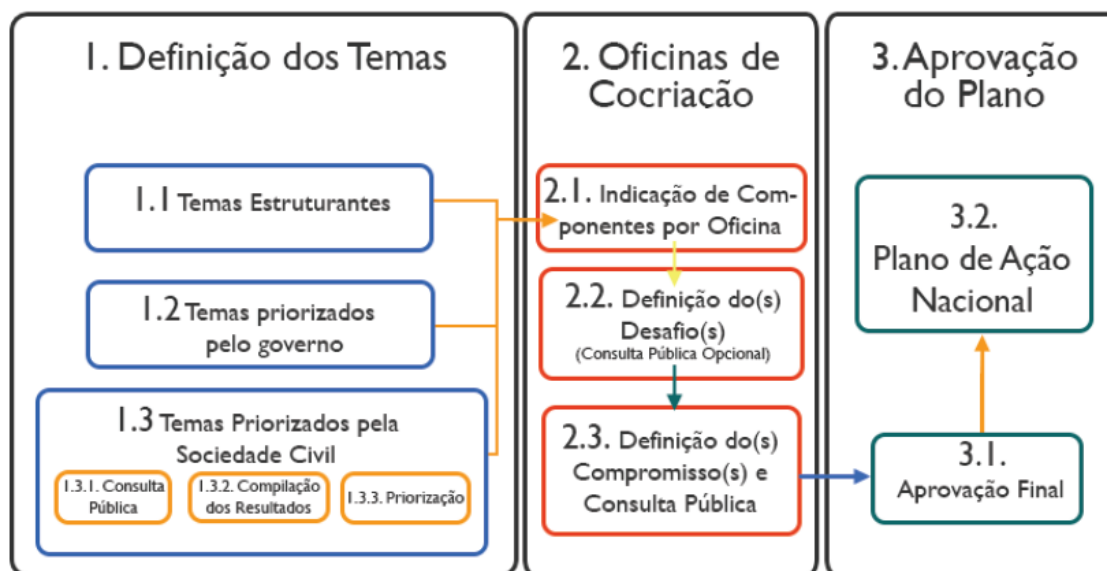 1. Definição dos Temas
1.1 Temas Estruturantes
1.2 Temas priorizados
pelo governo
1.3 Temas Priorizados pela
Sociedade Civil
1.3.1. Consulta
Pública
1.3.2. Compilação
dos Resultados
1.3.3. Priorização
2. Oficinas de
Cocriação
2.1. Indicação de Com-
ponentes por Oficina
2.2. Definição do(s)
Desafio(s)
(Consulta Pública Opcional)
2.3. Definição do(s)
Compromisso(s) e
Consulta Pública
3. Aprovação
do Plano
3.2.
Plano de Ação
Nacional
3.1.
Aprovação Final